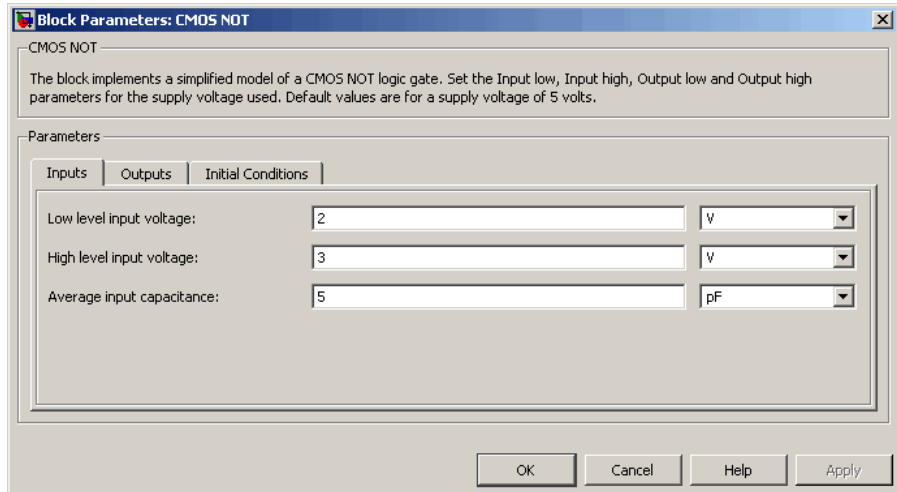 Block Parameters: CMOS NOT
CMOS NOT
The block implements a simplified model of a CMOS NOT logic gate. Set the Input low, Input high, Output low and Output high
parameters for the supply voltage used. Default values are for a supply voltage of 5 volts.
Parameters
Inputs Outputs Initial Conditions
Low level input voltage: 2 V
High level input voltage: 3 V
Average input capacitance: 5 pF
OK Cancel Help Apply